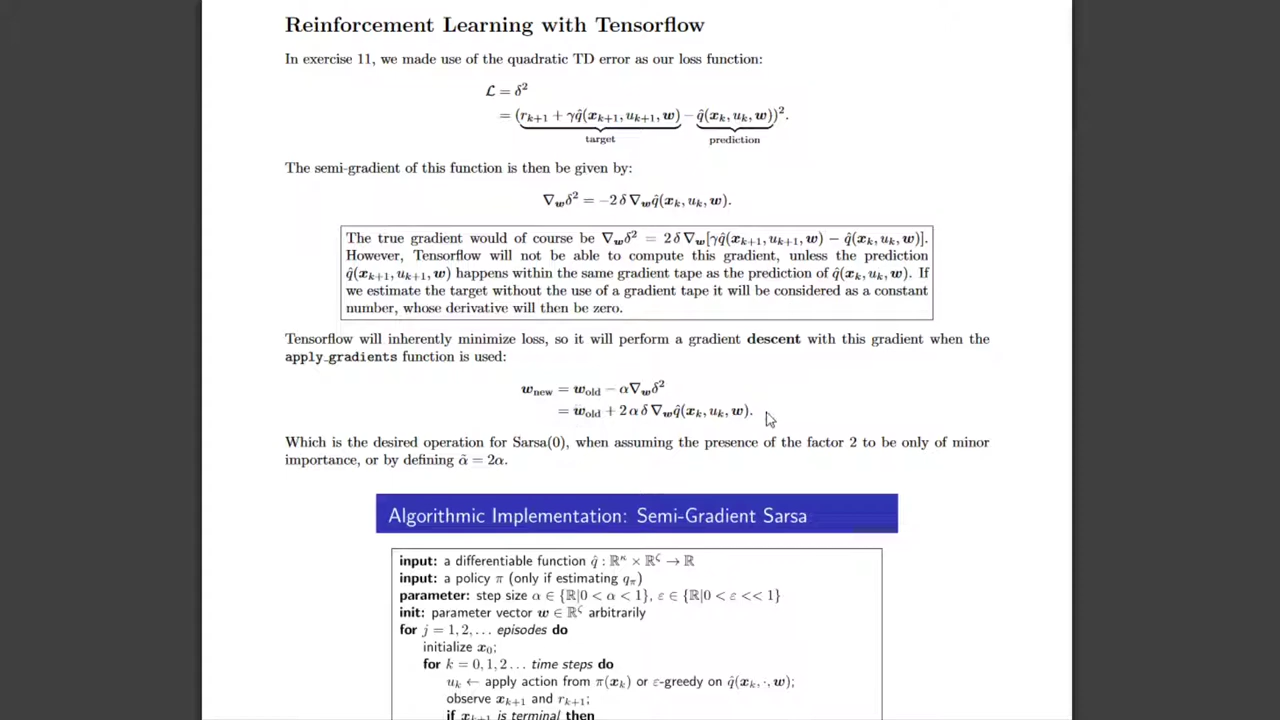 Reinforcement Learning with Tensorflow
In exercise 11, we made use of the quadratic TD error as our loss function:
ℒ = δ²
= (r_{k+1} + γq̂(x_{k+1}, u_{k+1}, w) − q̂(x_k, u_k, w))².
target prediction
The semi-gradient of this function is then be given by:
∇_w δ² = −2 δ ∇_w q̂(x_k, u_k, w).
The true gradient would of course be ∇_w δ² = 2 δ ∇_w[γq̂(x_{k+1}, u_{k+1}, w) − q̂(x_k, u_k, w)].
However, Tensorflow will not be able to compute this gradient, unless the prediction
q̂(x_{k+1}, u_{k+1}, w) happens within the same gradient tape as the prediction of q̂(x_k, u_k, w). If
we estimate the target without the use of a gradient tape it will be considered as a constant
number, whose derivative will then be zero.
Tensorflow will inherently minimize loss, so it will perform a gradient descent with this gradient when the
apply_gradients function is used:
w_new = w_old − α∇_w δ²
= w_old + 2 α δ ∇_w q̂(x_k, u_k, w).
Which is the desired operation for Sarsa(0), when assuming the presence of the factor 2 to be only of minor
importance, or by defining α̃ = 2α.
Algorithmic Implementation: Semi-Gradient Sarsa
input: a differentiable function q̂ : ℝ^κ × ℝ^ζ → ℝ
input: a policy π (only if estimating q_π)
parameter: step size α ∈ {ℝ|0 < α < 1}, ε ∈ {ℝ|0 < ε << 1}
init: parameter vector w ∈ ℝ^ζ arbitrarily
for j = 1, 2, ... episodes do
initialize x_0;
for k = 0, 1, 2 ... time steps do
u_k ← apply action from π(x_k) or ε-greedy on q̂(x_k, ·, w);
observe x_{k+1} and r_{k+1};
if x_{k+1} is terminal then